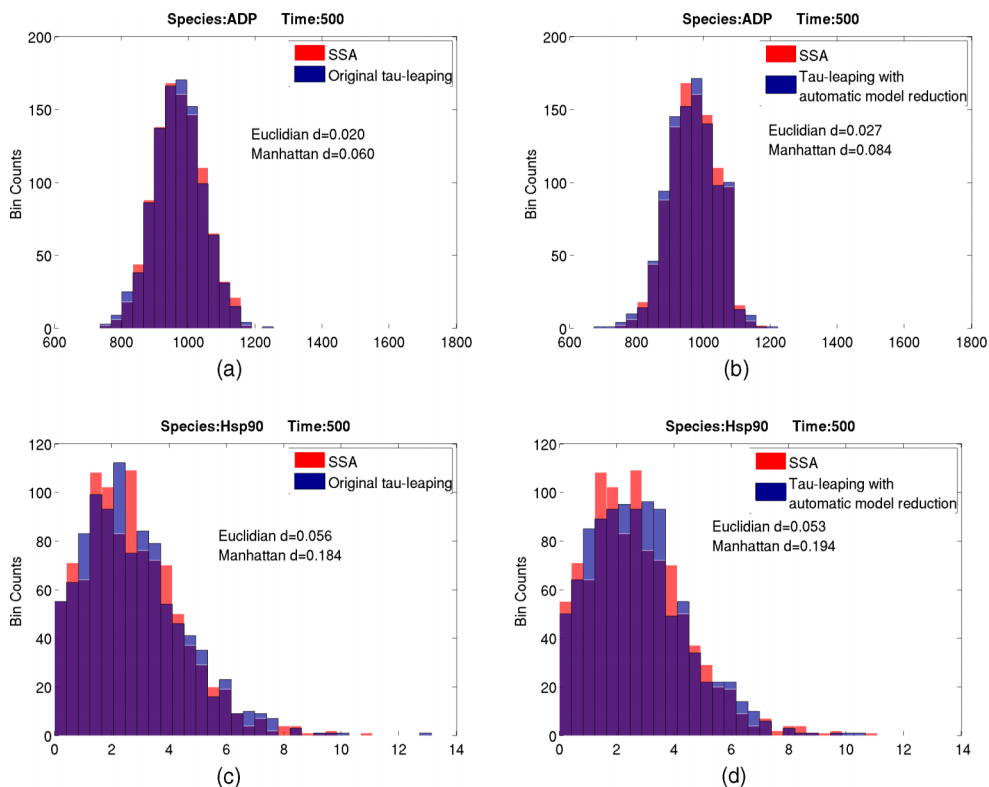 Species:ADP Time:500
200
150
100
50
0
Bin Counts
600 800 1000 1200 1400 1600 1800
SSA
Original tau-leaping
Euclidian d=0.020
Manhattan d=0.060
(a)
Species:ADP Time:500
200
150
100
50
0
Bin Counts
600 800 1000 1200 1400 1600 1800
SSA
Tau-leaping with
automatic model reduction
Euclidian d=0.027
Manhattan d=0.084
(b)
Species:Hsp90 Time:500
120
100
80
60
40
20
0
Bin Counts
0 2 4 6 8 10 12 14
SSA
Original tau-leaping
Euclidian d=0.056
Manhattan d=0.184
(c)
Species:Hsp90 Time:500
120
100
80
60
40
20
0
Bin Counts
0 2 4 6 8 10 12 14
SSA
Tau-leaping with
automatic model reduction
Euclidian d=0.053
Manhattan d=0.194
(d)